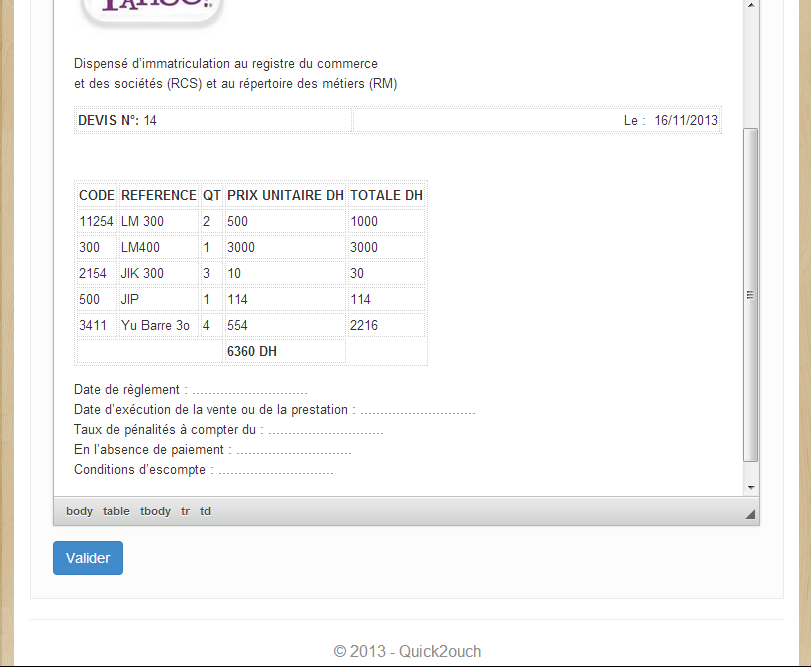 YAHOO!
Dispensé d’immatriculation au registre du commerce
et des sociétés (RCS) et au répertoire des métiers (RM)
DEVIS N°: 14 Le : 16/11/2013
CODE REFERENCE QT PRIX UNITAIRE DH TOTALE DH
11254 LM 300 2 500 1000
300 LM400 1 3000 3000
2154 JIK 300 3 10 30
500 JIP 1 114 114
3411 Yu Barre 3o 4 554 2216
6360 DH
Date de règlement : ................................
Date d’exécution de la vente ou de la prestation : ................................
Taux de pénalités à compter du : ................................
En l’absence de paiement : ................................
Conditions d’escompte : ................................
body table tbody tr td
Valider
© 2013 - Quick2ouch